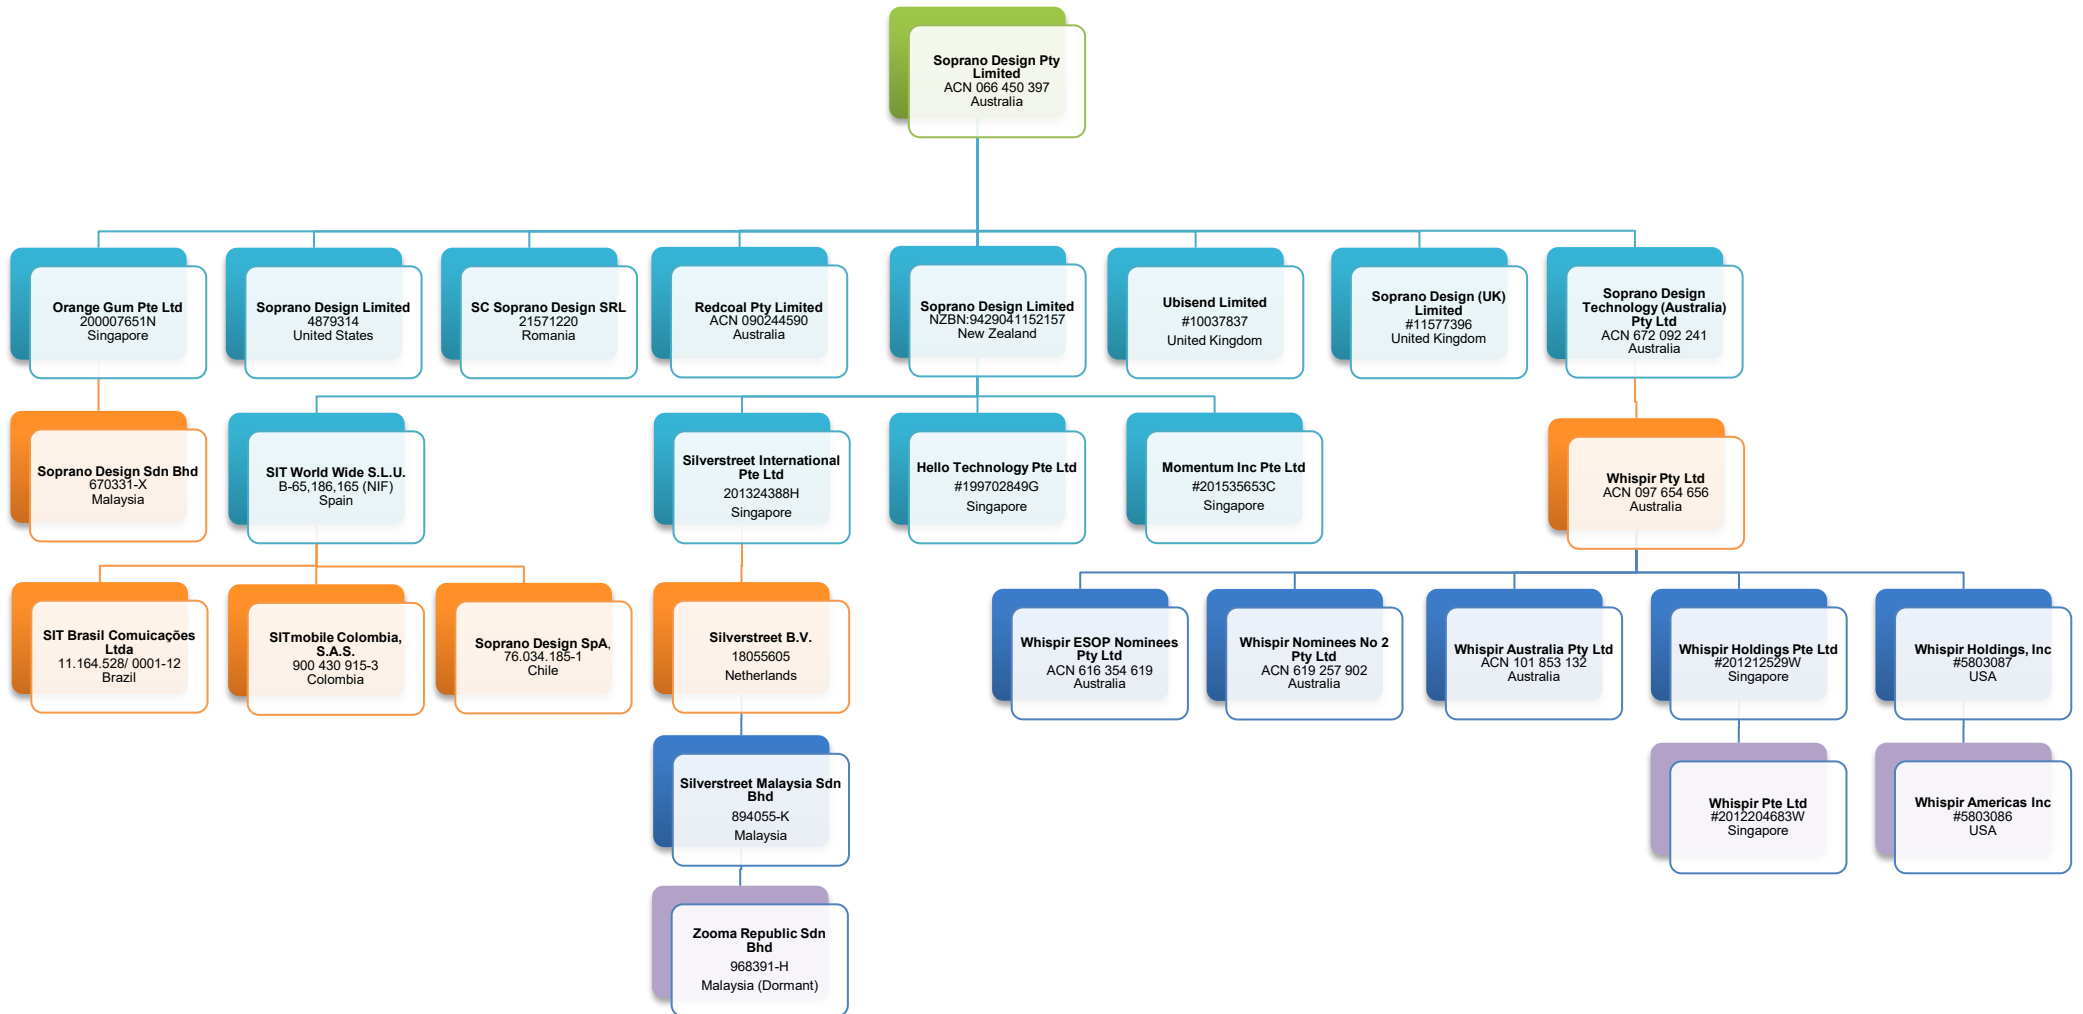 Soprano Design Pty
Limited
ACN 066 450 397
Australia
Orange Gum Pte Ltd
200007651N
Singapore
Soprano Design Limited
4879314
United States
SC Soprano Design SRL
21571220
Romania
Redcoal Pty Limited
ACN 090244590
Australia
Soprano Design Limited
NZBN:9429041152157
New Zealand
Ubisend Limited
#10037837
United Kingdom
Soprano Design (UK)
Limited
#11577396
United Kingdom
Soprano Design
Technology (Australia)
Pty Ltd
ACN 672 092 241
Australia
Soprano Design Sdn Bhd
670331-X
Malaysia
SIT World Wide S.L.U.
B-65,186,165 (NIF)
Spain
Silverstreet International
Pte Ltd
201324388H
Singapore
Hello Technology Pte Ltd
#199702849G
Singapore
Momentum Inc Pte Ltd
#201535653C
Singapore
Whispir Pty Ltd
ACN 097 654 656
Australia
SIT Brasil Comuicações
Ltda
11.164.528/ 0001-12
Brazil
SITmobile Colombia,
S.A.S.
900 430 915-3
Colombia
Soprano Design SpA,
76.034.185-1
Chile
Silverstreet B.V.
18055605
Netherlands
Whispir ESOP Nominees
Pty Ltd
ACN 616 354 619
Australia
Whispir Nominees No 2
Pty Ltd
ACN 619 257 902
Australia
Whispir Australia Pty Ltd
ACN 101 853 132
Australia
Whispir Holdings Pte Ltd
#201212529W
Singapore
Whispir Holdings, Inc
#5803087
USA
Silverstreet Malaysia Sdn
Bhd
894055-K
Malaysia
Whispir Pte Ltd
#2012204683W
Singapore
Whispir Americas Inc
#5803086
USA
Zooma Republic Sdn
Bhd
968391-H
Malaysia (Dormant)